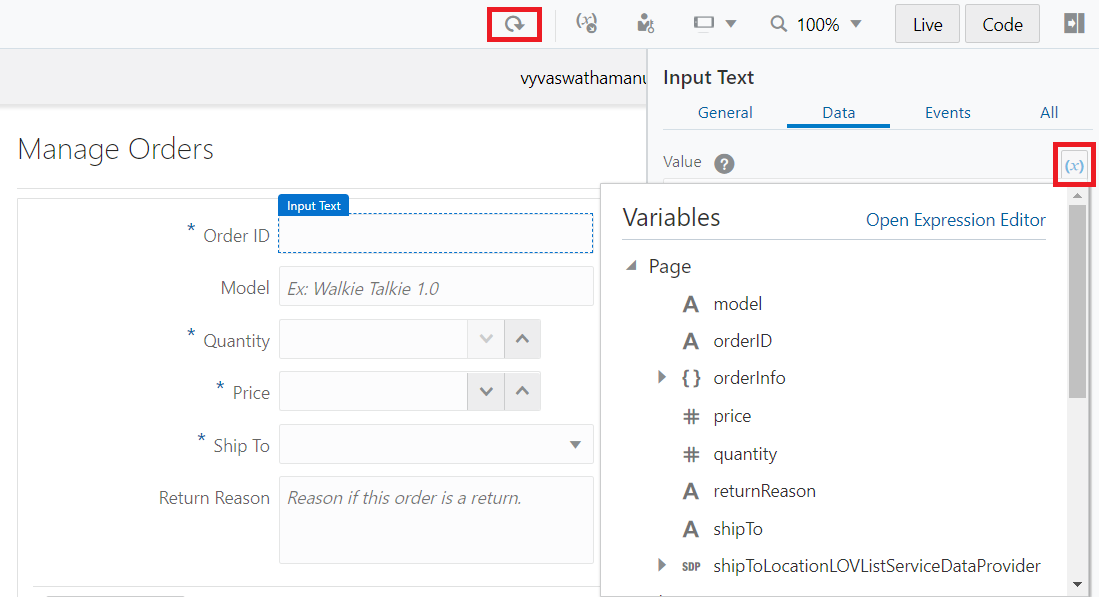 100% Live Code
vyvaswathamanu
Input Text
General Data Events All
Value ?
(x)
Manage Orders
Input Text
* Order ID
Model Ex: Walkie Talkie 1.0
* Quantity
* Price
* Ship To
Return Reason Reason if this order is a return.
Variables Open Expression Editor
Page
A model
A orderID
{ } orderInfo
# price
# quantity
A returnReason
A shipTo
SDP shipToLocationLOVListServiceDataProvider